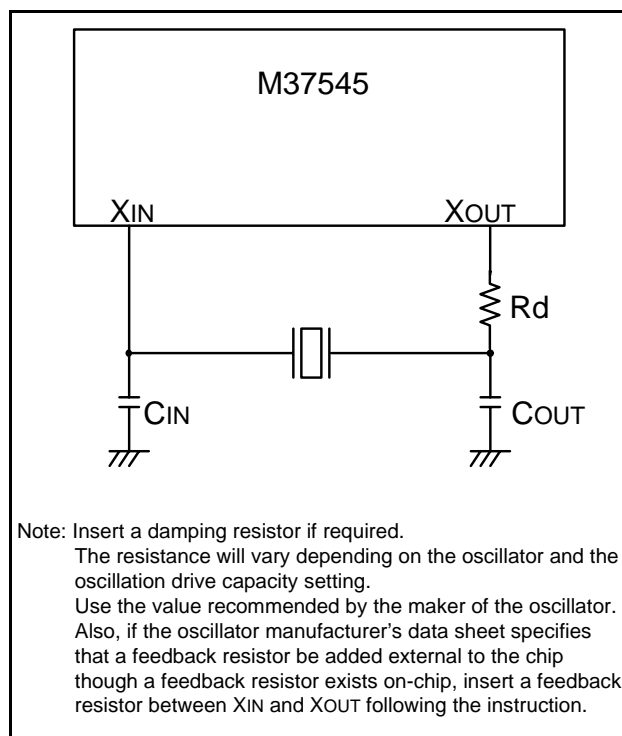 M37545
XIN XOUT
Rd
CIN COUT
Note: Insert a damping resistor if required.
The resistance will vary depending on the oscillator and the
oscillation drive capacity setting.
Use the value recommended by the maker of the oscillator.
Also, if the oscillator manufacturer's data sheet specifies
that a feedback resistor be added external to the chip
though a feedback resistor exists on-chip, insert a feedback
resistor between XIN and XOUT following the instruction.